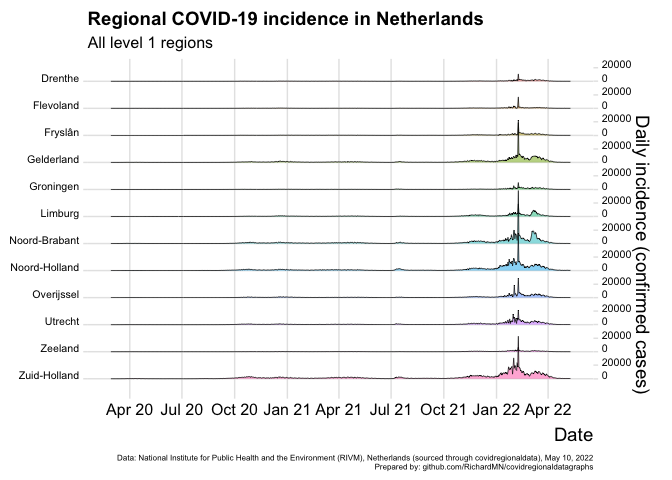 Regional COVID-19 incidence in Netherlands
All level 1 regions
Drenthe
20000
0
Flevoland
20000
0
Fryslân
20000
0
Gelderland
20000
0
Groningen
20000
0
Limburg
20000
0
Noord-Brabant
20000
0
Noord-Holland
20000
0
Overijssel
20000
0
Utrecht
20000
0
Zeeland
20000
0
Zuid-Holland
20000
0
Daily incidence (confirmed cases)
Apr 20 Jul 20 Oct 20 Jan 21 Apr 21 Jul 21 Oct 21 Jan 22 Apr 22
Date
Data: National Institute for Public Health and the Environment (RIVM), Netherlands (sourced through covidregionaldata), May 10, 2022
Prepared by: github.com/RichardMN/covidregionaldatagraphs